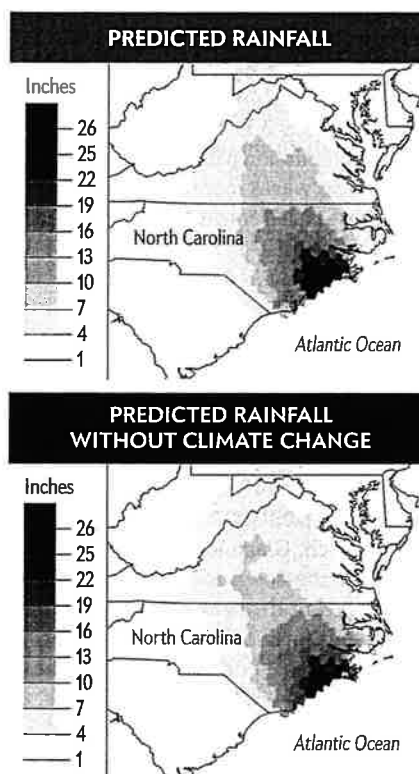 PREDICTED RAINFALL
Inches
26
25
22
19
16
13
10
7
4
1
North Carolina
Atlantic Ocean
PREDICTED RAINFALL
WITHOUT CLIMATE CHANGE
Inches
26
25
22
19
16
13
10
7
4
1
North Carolina
Atlantic Ocean